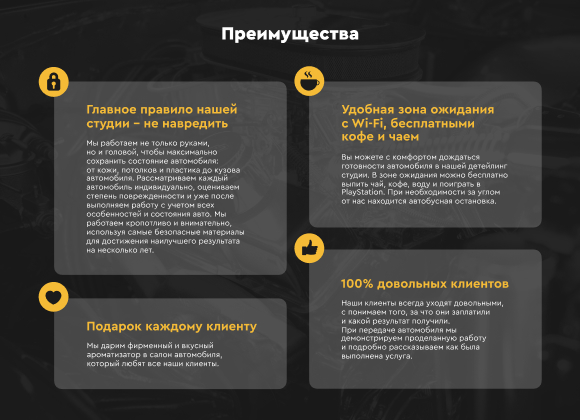 Преимущества
Главное правило нашей
студии – не навредить
Мы работаем не только руками,
но и головой, чтобы максимально
сохранить состояние автомобиля:
от кожи, потолков и пластика до кузова
автомобиля. Рассматриваем каждый
автомобиль индивидуально, оцениваем
степень поврежденности и уже после
выполняем работу с учетом всех
особенностей и состояния авто. Мы
работаем кропотливо и внимательно,
используя самые безопасные материалы
для достижения наилучшего результата
на несколько лет.
Удобная зона ожидания
с Wi-Fi, бесплатными
кофе и чаем
Вы можете с комфортом дождаться
готовности автомобиля в нашей детейлинг
студии. В зоне ожидания можно бесплатно
выпить чай, кофе, воду и поиграть в
PlayStation. При необходимости за углом
от нас находится автобусная остановка.
Подарок каждому клиенту
Мы дарим фирменный и вкусный
ароматизатор в салон автомобиля,
который любят все наши клиенты.
100% довольных клиентов
Наши клиенты всегда уходят довольными,
с понимаем того, за что они заплатили
и какой результат получили.
При передаче автомобиля мы
демонстрируем проделанную работу
и подробно рассказываем как была
выполнена услуга.